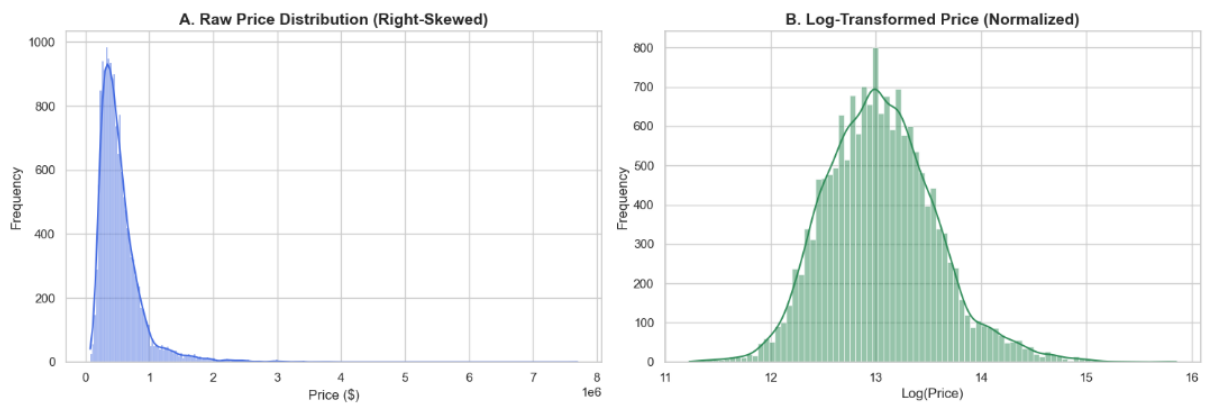 A. Raw Price Distribution (Right-Skewed)
1000
800
600
400
200
0
Frequency
0 1 2 3 4 5 6 7 8
1e6
Price ($)
B. Log-Transformed Price (Normalized)
800
700
600
500
400
300
200
100
0
Frequency
11 12 13 14 15 16
Log(Price)